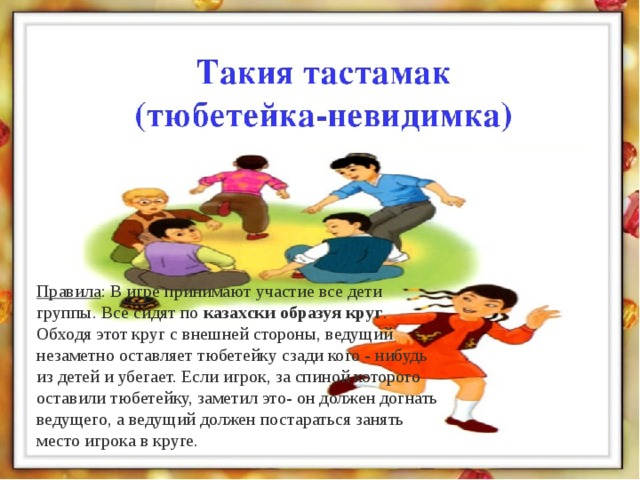 Такия тастамак
(тюбетейка-невидимка)
Правила: В игре принимают участие все дети
группы. Все сидят по казахски образуя круг.
Обходя этот круг с внешней стороны, ведущий
незаметно оставляет тюбетейку сзади кого - нибудь
из детей и убегает. Если игрок, за спиной которого
оставили тюбетейку, заметил это- он должен догнать
ведущего, а ведущий должен постараться занять
место игрока в круге.